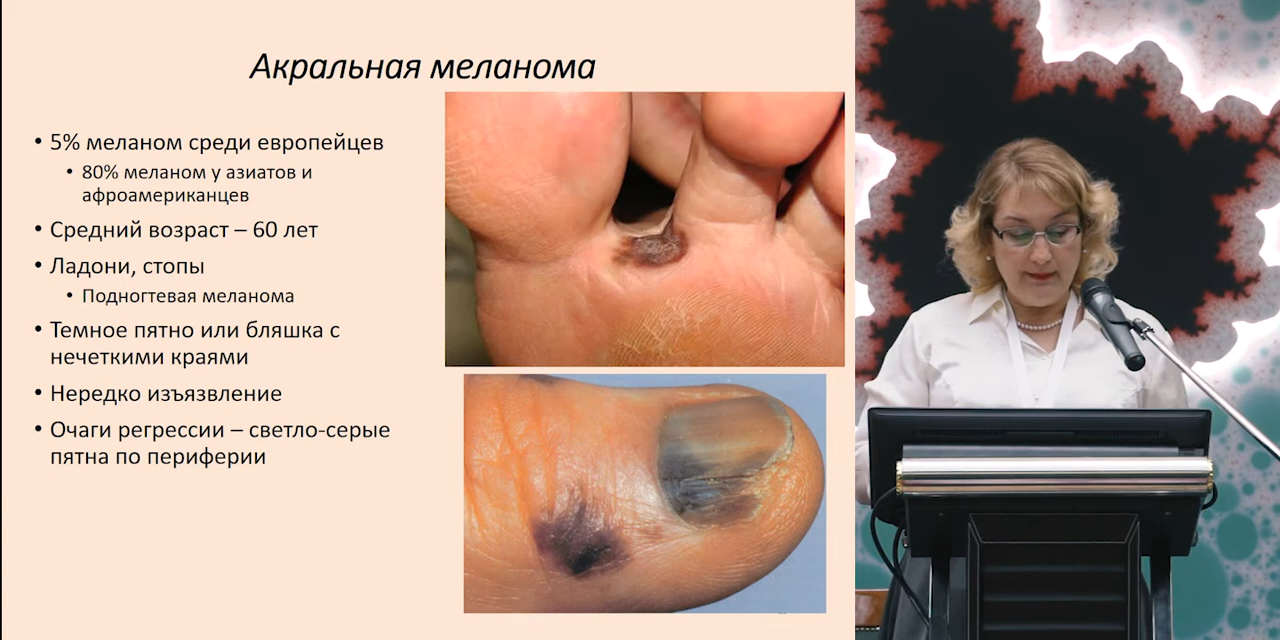 Акральная меланома
• 5% меланом среди европейцев
• 80% меланом у азиатов и
афроамериканцев
• Средний возраст – 60 лет
• Ладони, стопы
• Подногтевая меланома
• Темное пятно или бляшка с
нечеткими краями
• Нередко изъязвление
• Очаги регрессии – светло-серые
пятна по периферии